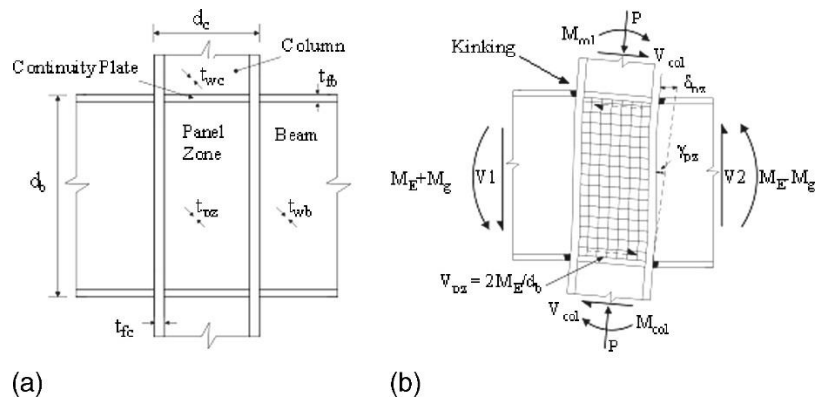 d_c
Column
t_wc
Continuity Plate
t_fb
Panel
Zone
Beam
d_b
t_pz
t_wb
t_fc
(a)
P
M_col
V_col
Kinking
δ_pz
γ_pz
M_E+M_g
V1
V2
M_E-M_g
V_pz = 2M_E/d_b
V_col
M_col
P
(b)